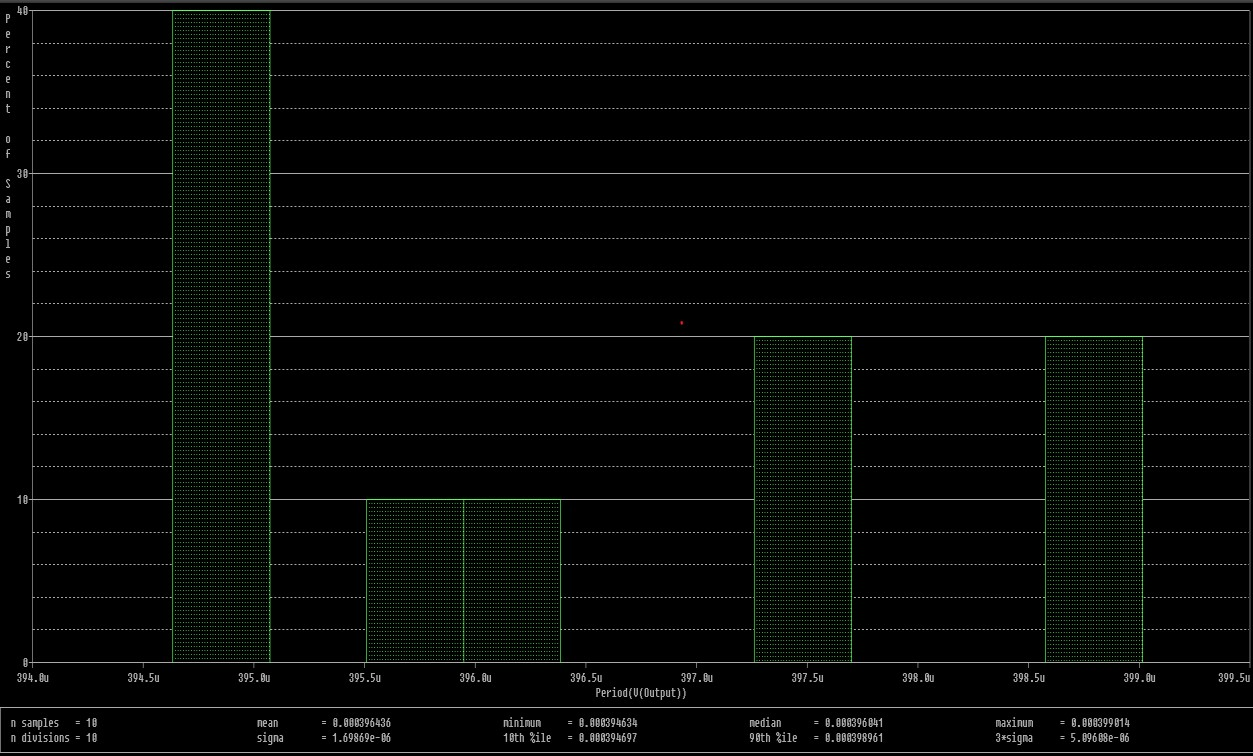 Percent of Samples
40
30
20
10
0
394.0u 394.5u 395.0u 395.5u 396.0u 396.5u 397.0u 397.5u 398.0u 398.5u 399.0u 399.5u
Period(V(Output))
n samples = 10 mean = 0.000396436 minimum = 0.000394634 median = 0.000396041 maximum = 0.000399014
n divisions = 10 sigma = 1.69869e-06 10th %ile = 0.000394697 90th %ile = 0.000398961 3*sigma = 5.09608e-06